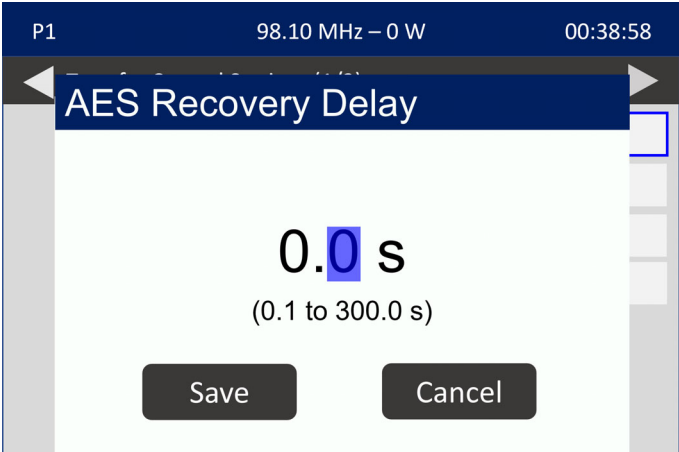 P1 98.10 MHz – 0 W 00:38:58
AES Recovery Delay
0.0 s
(0.1 to 300.0 s)
Save Cancel